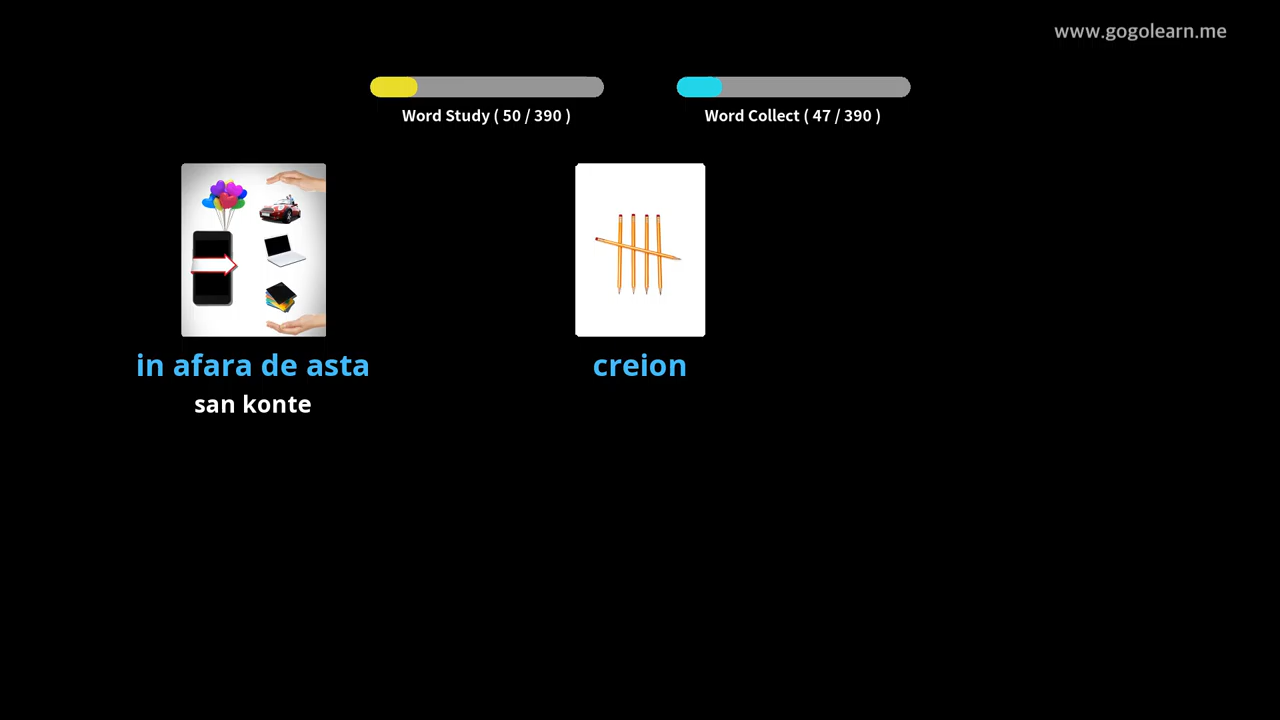 www.gogolearn.me
Word Study ( 50 / 390 )
Word Collect ( 47 / 390 )
in afara de asta
san konte
creion